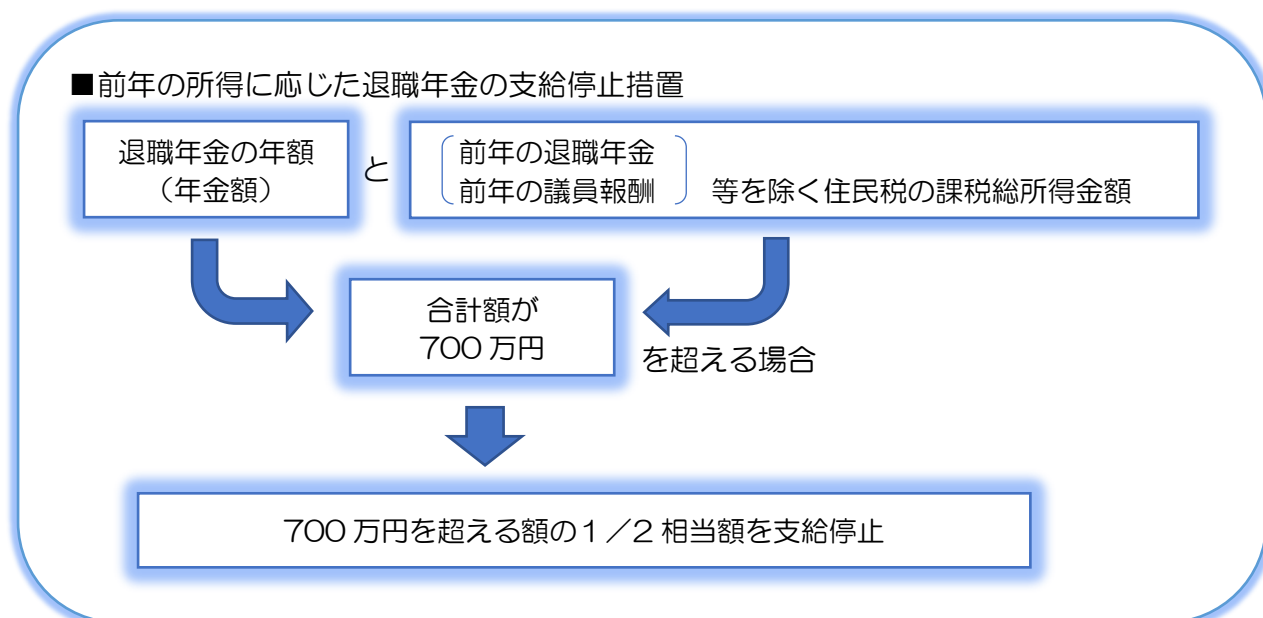 ■前年の所得に応じた退職年金の支給停止措置
退職年金の年額
（年金額）
と
前年の退職年金
前年の議員報酬
等を除く住民税の課税総所得金額
合計額が
700万円
を超える場合
700万円を超える額の１／２相当額を支給停止